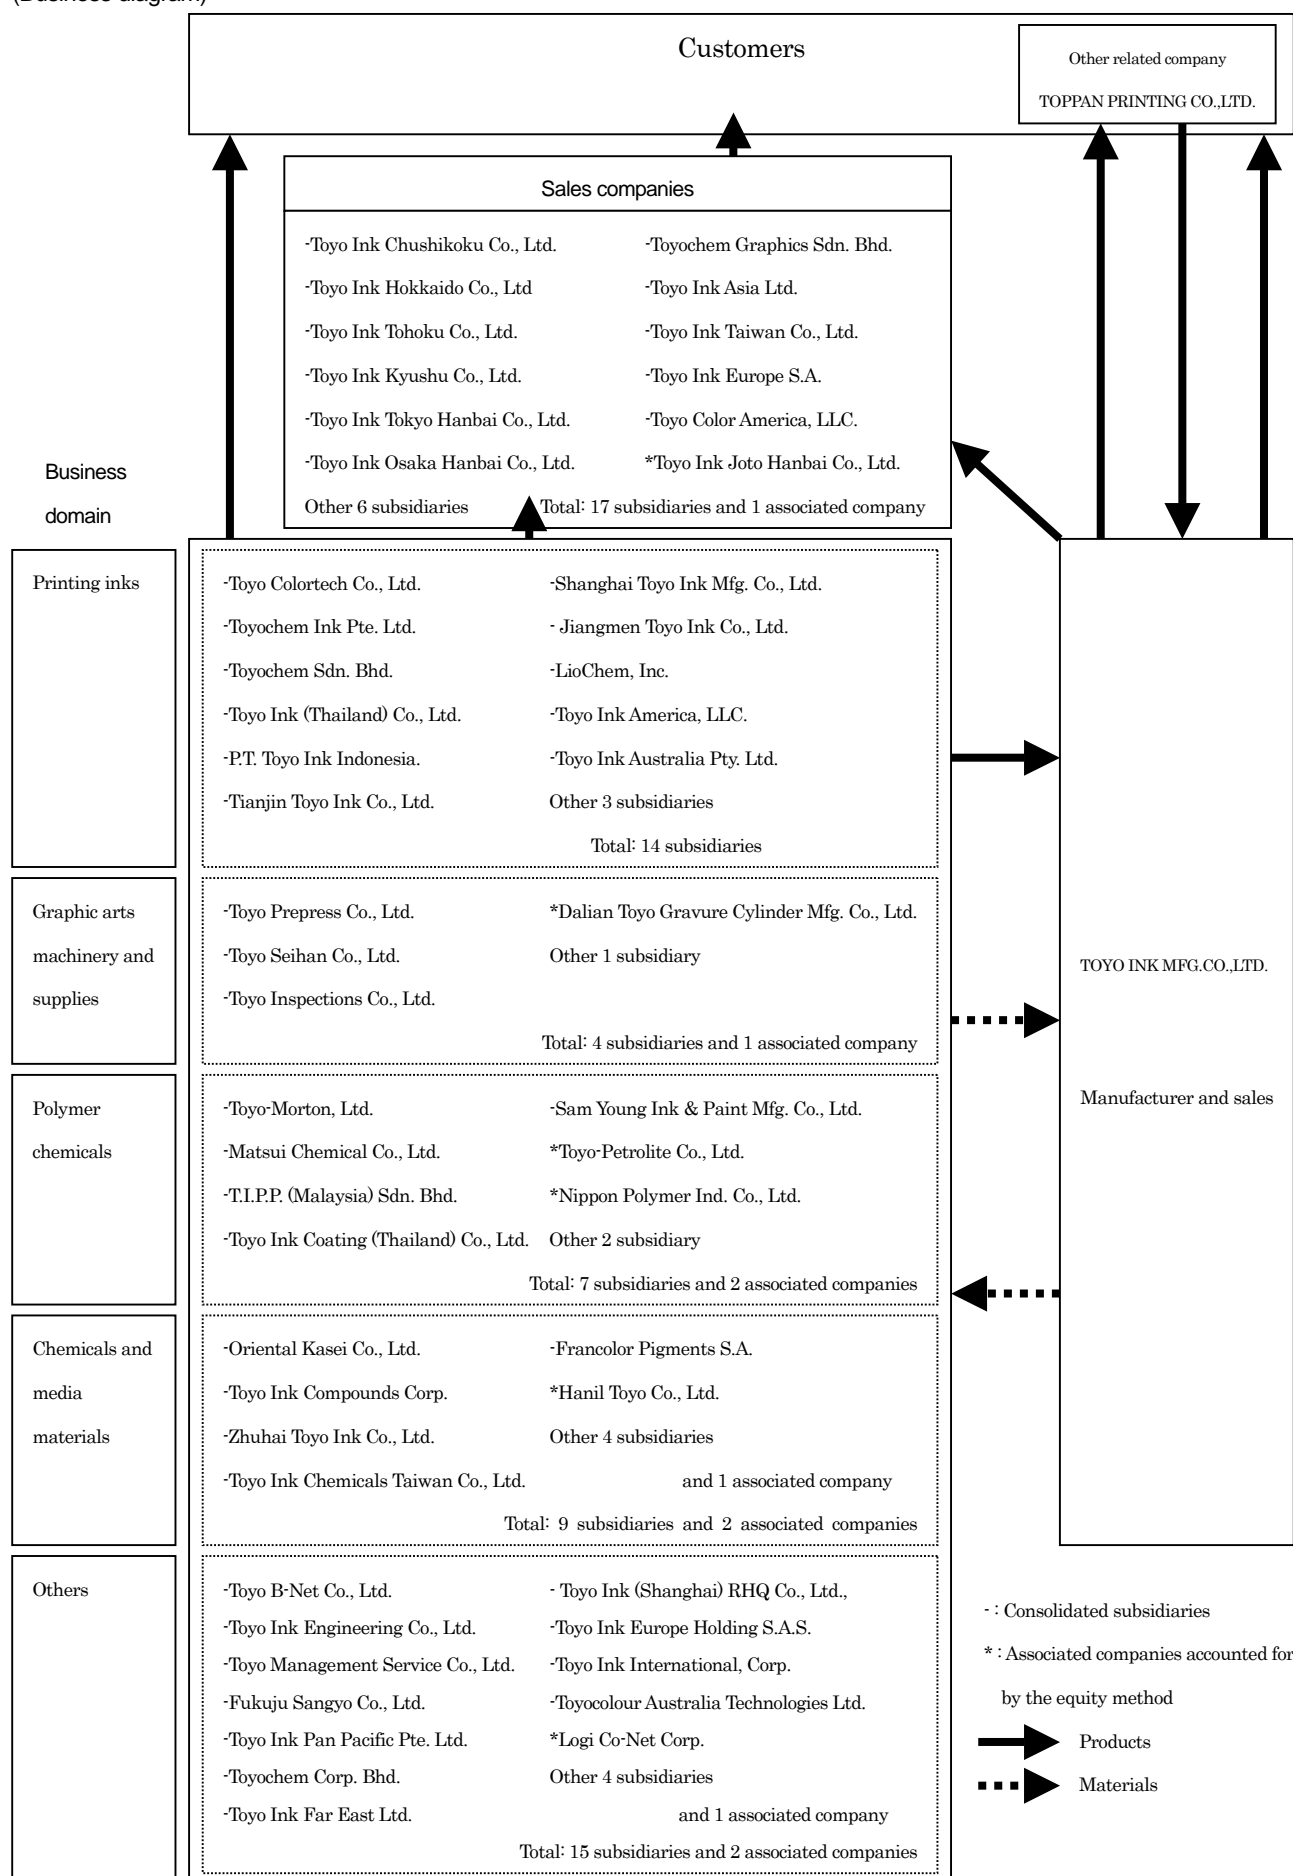 (Business diagram)
Customers
Other related company
TOPPAN PRINTING CO.,LTD.
Sales companies
-Toyo Ink Chushikoku Co., Ltd.
-Toyochem Graphics Sdn. Bhd.
-Toyo Ink Hokkaido Co., Ltd
-Toyo Ink Asia Ltd.
-Toyo Ink Tohoku Co., Ltd.
-Toyo Ink Taiwan Co., Ltd.
-Toyo Ink Kyushu Co., Ltd.
-Toyo Ink Europe S.A.
-Toyo Ink Tokyo Hanbai Co., Ltd.
-Toyo Color America, LLC.
-Toyo Ink Osaka Hanbai Co., Ltd.
*Toyo Ink Joto Hanbai Co., Ltd.
Other 6 subsidiaries
Total: 17 subsidiaries and 1 associated company
Business
domain
Printing inks
-Toyo Colortech Co., Ltd.
-Shanghai Toyo Ink Mfg. Co., Ltd.
-Toyochem Ink Pte. Ltd.
- Jiangmen Toyo Ink Co., Ltd.
-Toyochem Sdn. Bhd.
-LioChem, Inc.
-Toyo Ink (Thailand) Co., Ltd.
-Toyo Ink America, LLC.
-P.T. Toyo Ink Indonesia.
-Toyo Ink Australia Pty. Ltd.
-Tianjin Toyo Ink Co., Ltd.
Other 3 subsidiaries
Total: 14 subsidiaries
Graphic arts
machinery and
supplies
-Toyo Prepress Co., Ltd.
*Dalian Toyo Gravure Cylinder Mfg. Co., Ltd.
-Toyo Seihan Co., Ltd.
Other 1 subsidiary
-Toyo Inspections Co., Ltd.
Total: 4 subsidiaries and 1 associated company
TOYO INK MFG.CO.,LTD.
Manufacturer and sales
Polymer
chemicals
-Toyo-Morton, Ltd.
-Sam Young Ink & Paint Mfg. Co., Ltd.
-Matsui Chemical Co., Ltd.
*Toyo-Petrolite Co., Ltd.
-T.I.P.P. (Malaysia) Sdn. Bhd.
*Nippon Polymer Ind. Co., Ltd.
-Toyo Ink Coating (Thailand) Co., Ltd.
Other 2 subsidiary
Total: 7 subsidiaries and 2 associated companies
Chemicals and
media
materials
-Oriental Kasei Co., Ltd.
-Francolor Pigments S.A.
-Toyo Ink Compounds Corp.
*Hanil Toyo Co., Ltd.
-Zhuhai Toyo Ink Co., Ltd.
Other 4 subsidiaries
-Toyo Ink Chemicals Taiwan Co., Ltd.
and 1 associated company
Total: 9 subsidiaries and 2 associated companies
Others
-Toyo B-Net Co., Ltd.
- Toyo Ink (Shanghai) RHQ Co., Ltd.,
-Toyo Ink Engineering Co., Ltd.
-Toyo Ink Europe Holding S.A.S.
-Toyo Management Service Co., Ltd.
-Toyo Ink International, Corp.
-Fukuju Sangyo Co., Ltd.
-Toyocolour Australia Technologies Ltd.
-Toyo Ink Pan Pacific Pte. Ltd.
*Logi Co-Net Corp.
-Toyochem Corp. Bhd.
Other 4 subsidiaries
-Toyo Ink Far East Ltd.
and 1 associated company
Total: 15 subsidiaries and 2 associated companies
- : Consolidated subsidiaries
* : Associated companies accounted for
by the equity method
Products
Materials